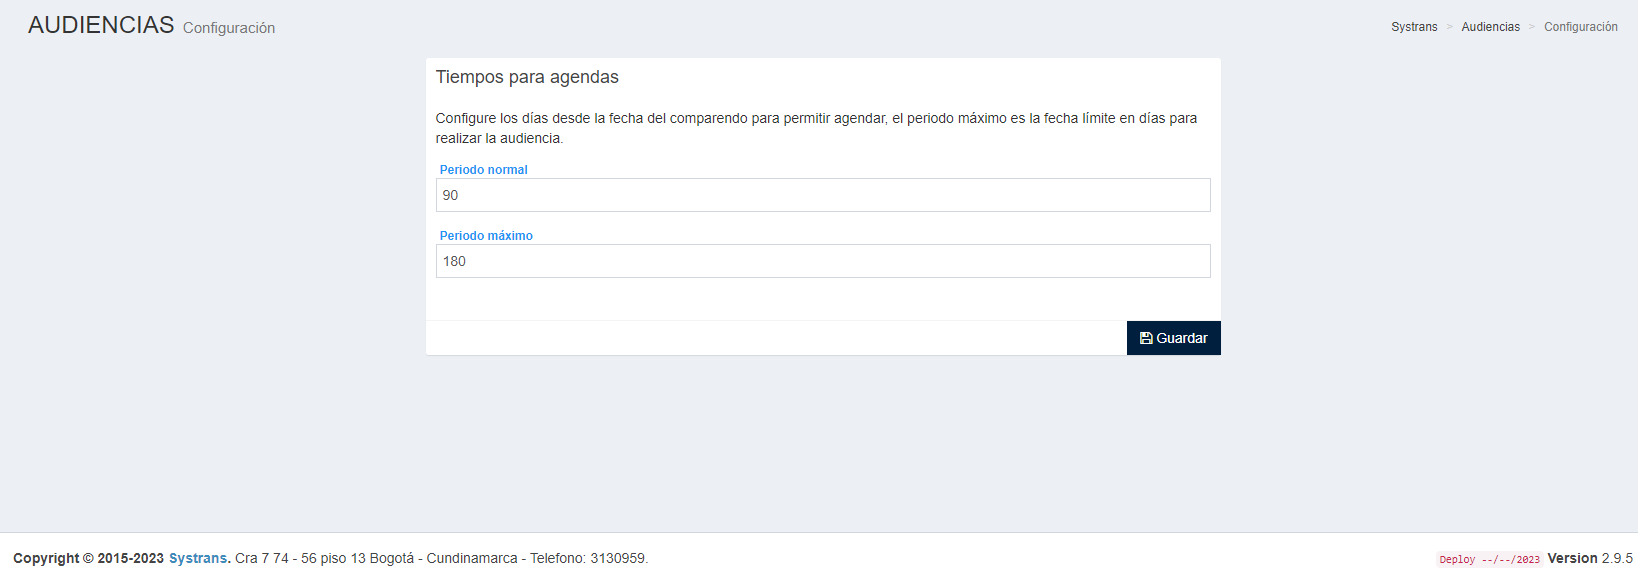 AUDIENCIAS Configuración
Systrans > Audiencias > Configuración
Tiempos para agendas
Configure los días desde la fecha del comparendo para permitir agendar, el periodo máximo es la fecha límite en días para
realizar la audiencia.
Periodo normal
90
Periodo máximo
180
Guardar
Copyright © 2015-2023 Systrans. Cra 7 74 - 56 piso 13 Bogotá - Cundinamarca - Telefono: 3130959.
Deploy --/--/2023 Version 2.9.5